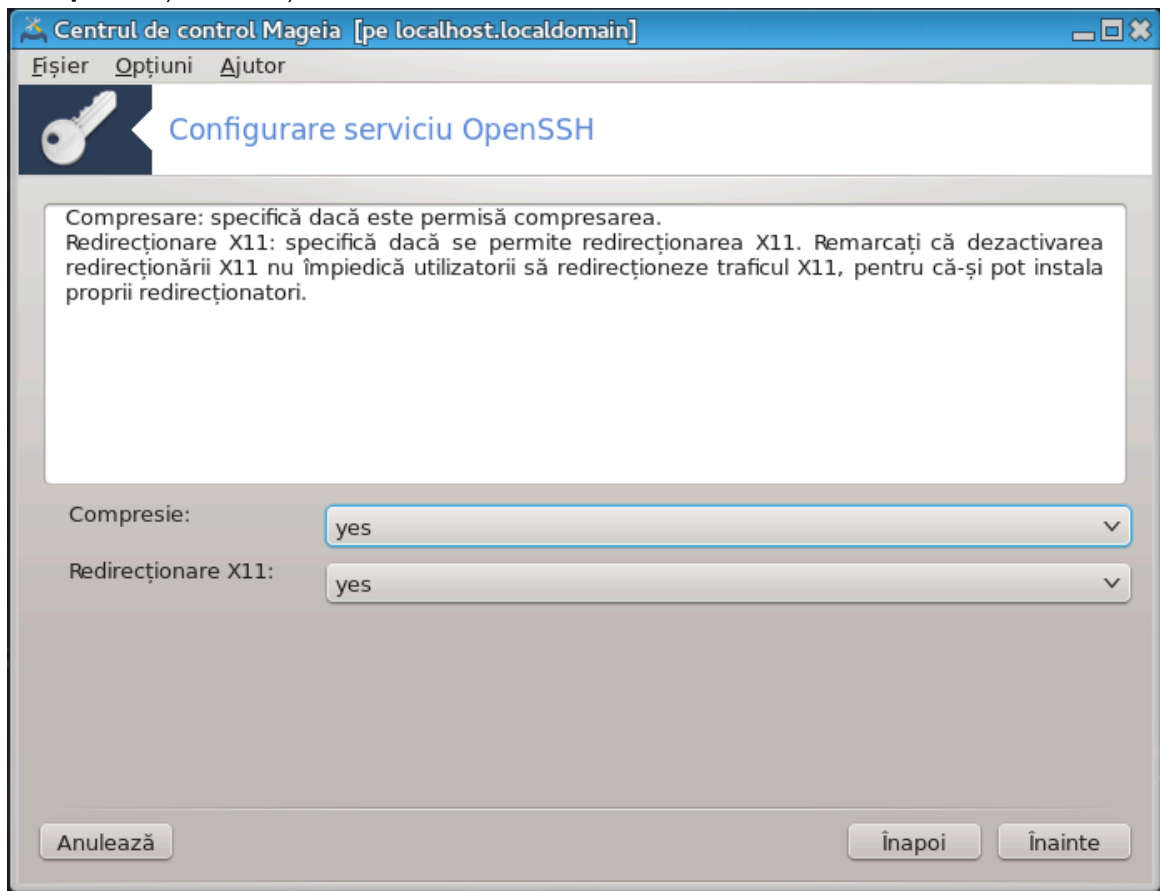 Centrul de control Mageia [pe localhost.localdomain]
Fișier Opțiuni Ajutor
Configurare serviciu OpenSSH
Compresare: specifică dacă este permisă compresarea.
Redirecționare X11: specifică dacă se permite redirecționarea X11. Remarcați că dezactivarea
redirecționării X11 nu împiedică utilizatorii să redirecționeze traficul X11, pentru că-și pot instala
proprii redirecționatori.
Compresie: yes
Redirecționare X11: yes
Anulează Înapoi Înainte